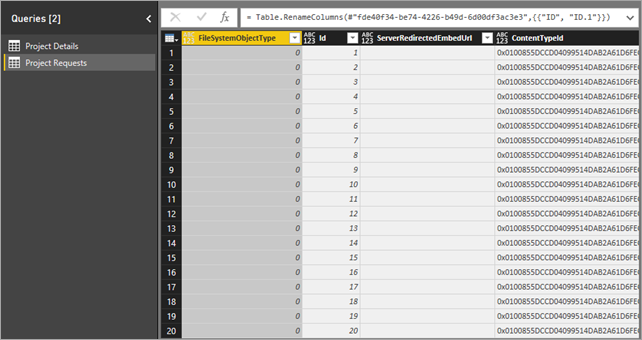 Queries [2]
Project Details
Project Requests
= Table.RenameColumns(#"fde40f34-be74-4226-b49d-6d00df3ac3e3",{{"ID", "ID.1"}})
ABC 123 FileSystemObjectType ABC 123 Id ABC 123 ServerRedirectedEmbedUrl ABC 123 ContentTypeId
1 0 1 0x0100855DCCD04099514DAB2A61D6FE
2 0 2 0x0100855DCCD04099514DAB2A61D6FE
3 0 3 0x0100855DCCD04099514DAB2A61D6FE
4 0 4 0x0100855DCCD04099514DAB2A61D6FE
5 0 5 0x0100855DCCD04099514DAB2A61D6FE
6 0 6 0x0100855DCCD04099514DAB2A61D6FE
7 0 7 0x0100855DCCD04099514DAB2A61D6FE
8 0 8 0x0100855DCCD04099514DAB2A61D6FE
9 0 9 0x0100855DCCD04099514DAB2A61D6FE
10 0 10 0x0100855DCCD04099514DAB2A61D6FE
11 0 11 0x0100855DCCD04099514DAB2A61D6FE
12 0 12 0x0100855DCCD04099514DAB2A61D6FE
13 0 13 0x0100855DCCD04099514DAB2A61D6FE
14 0 14 0x0100855DCCD04099514DAB2A61D6FE
15 0 15 0x0100855DCCD04099514DAB2A61D6FE
16 0 16 0x0100855DCCD04099514DAB2A61D6FE
17 0 17 0x0100855DCCD04099514DAB2A61D6FE
18 0 18 0x0100855DCCD04099514DAB2A61D6FE
19 0 19 0x0100855DCCD04099514DAB2A61D6FE
20 0 20 0x0100855DCCD04099514DAB2A61D6FE